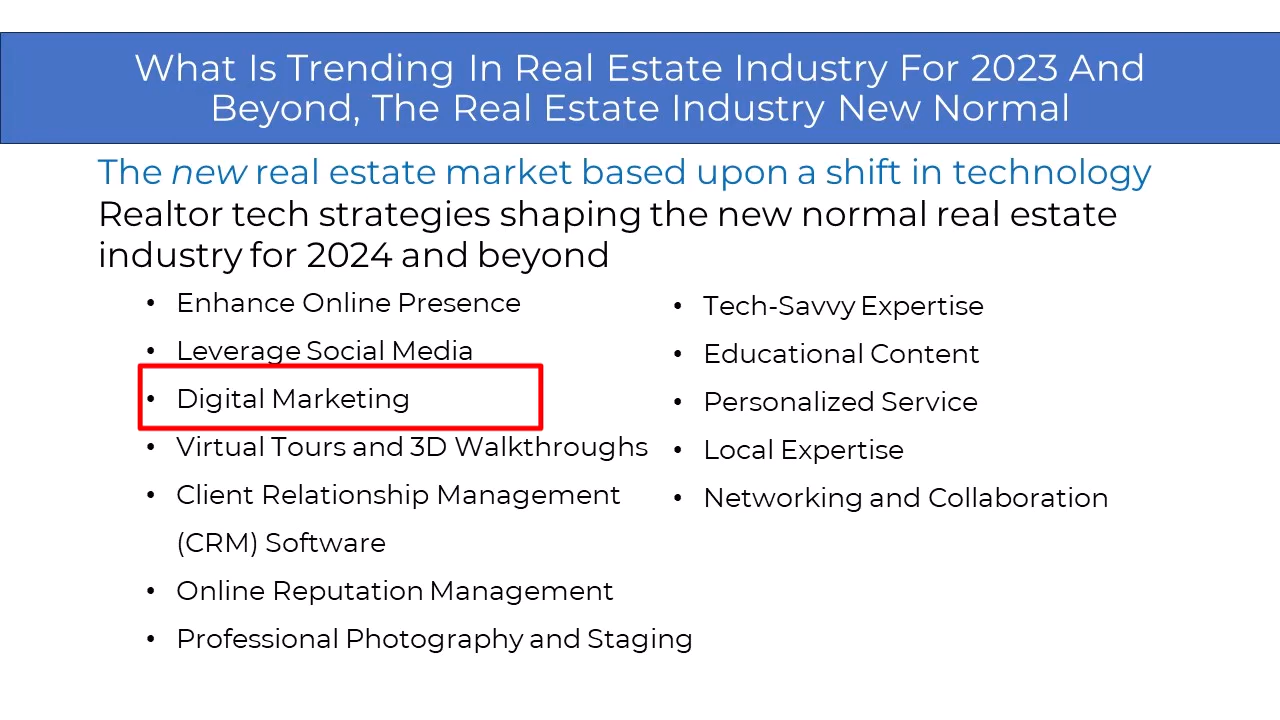 What Is Trending In Real Estate Industry For 2023 And
Beyond, The Real Estate Industry New Normal
The new real estate market based upon a shift in technology
Realtor tech strategies shaping the new normal real estate
industry for 2024 and beyond
• Enhance Online Presence
• Leverage Social Media
• Digital Marketing
• Virtual Tours and 3D Walkthroughs
• Client Relationship Management
(CRM) Software
• Online Reputation Management
• Professional Photography and Staging
• Tech-Savvy Expertise
• Educational Content
• Personalized Service
• Local Expertise
• Networking and Collaboration